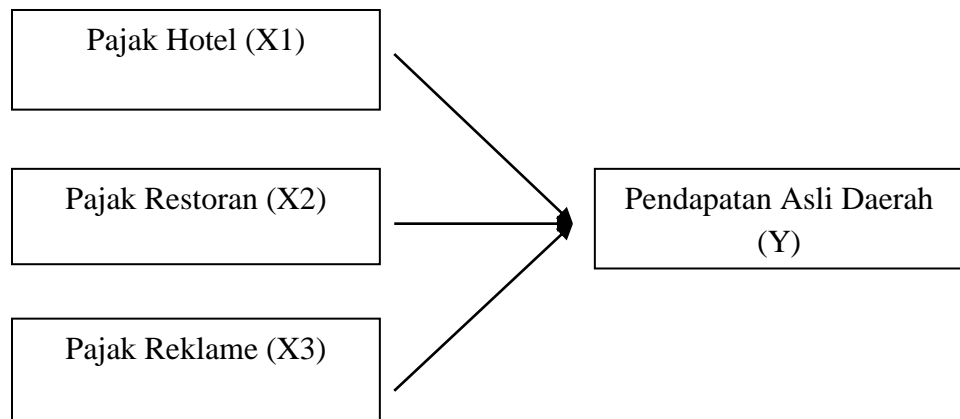 Pajak Hotel (X1)
Pajak Restoran (X2)
Pendapatan Asli Daerah
(Y)
Pajak Reklame (X3)